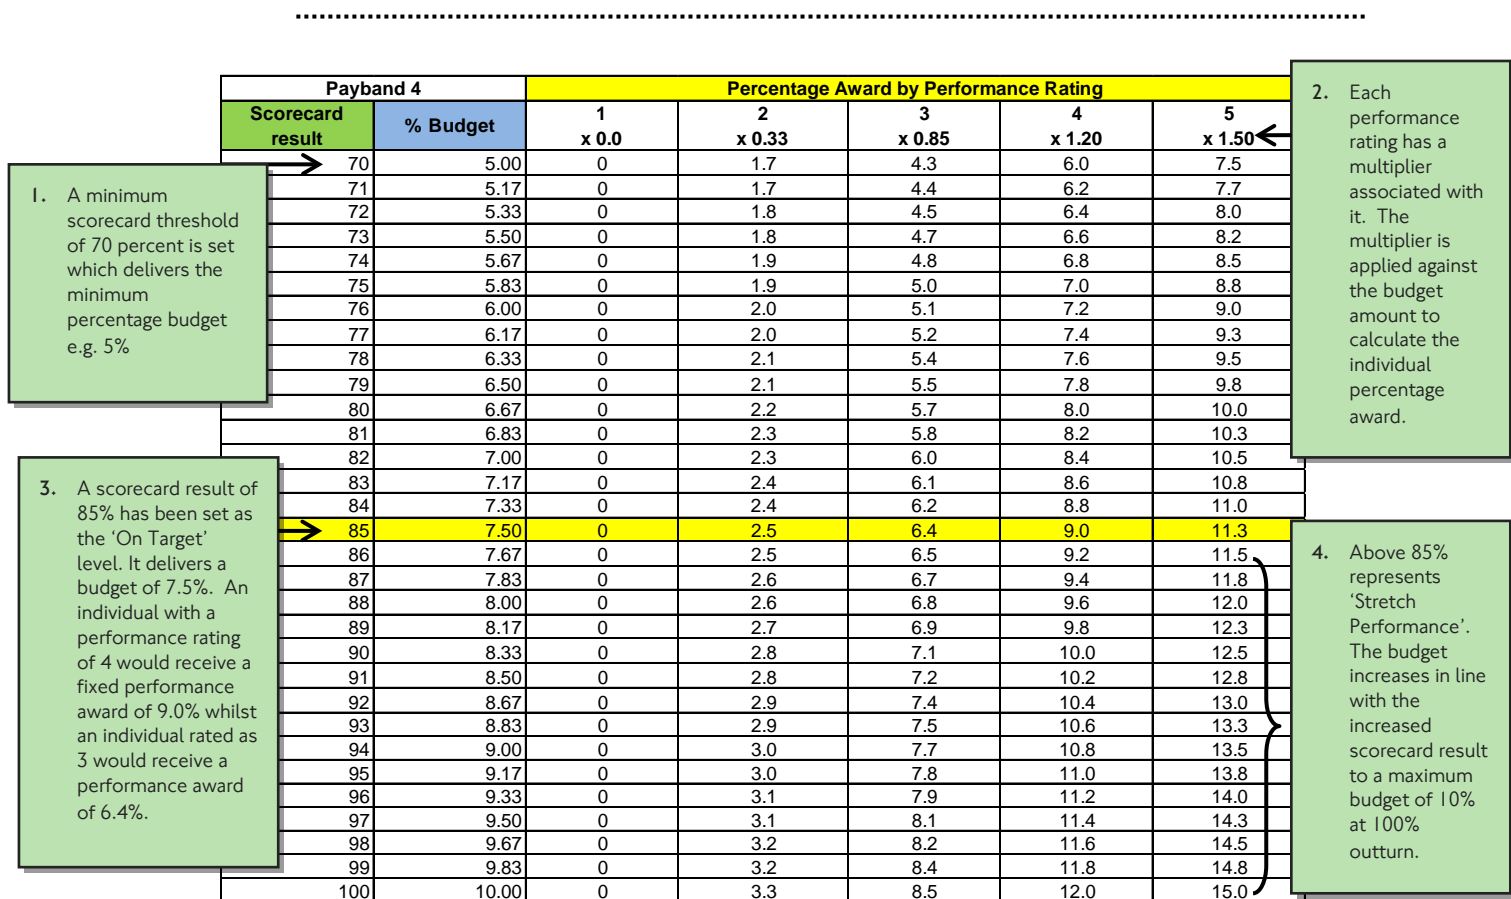 Payband 4 Percentage Award by Performance Rating
Scorecard result % Budget 1 x 0.0 2 x 0.33 3 x 0.85 4 x 1.20 5 x 1.50
70 5.00 0 1.7 4.3 6.0 7.5
71 5.17 0 1.7 4.4 6.2 7.7
72 5.33 0 1.8 4.5 6.4 8.0
73 5.50 0 1.8 4.7 6.6 8.2
74 5.67 0 1.9 4.8 6.8 8.5
75 5.83 0 1.9 5.0 7.0 8.8
76 6.00 0 2.0 5.1 7.2 9.0
77 6.17 0 2.0 5.2 7.4 9.3
78 6.33 0 2.1 5.4 7.6 9.5
79 6.50 0 2.1 5.5 7.8 9.8
80 6.67 0 2.2 5.7 8.0 10.0
81 6.83 0 2.3 5.8 8.2 10.3
82 7.00 0 2.3 6.0 8.4 10.5
83 7.17 0 2.4 6.1 8.6 10.8
84 7.33 0 2.4 6.2 8.8 11.0
85 7.50 0 2.5 6.4 9.0 11.3
86 7.67 0 2.5 6.5 9.2 11.5
87 7.83 0 2.6 6.7 9.4 11.8
88 8.00 0 2.6 6.8 9.6 12.0
89 8.17 0 2.7 6.9 9.8 12.3
90 8.33 0 2.8 7.1 10.0 12.5
91 8.50 0 2.8 7.2 10.2 12.8
92 8.67 0 2.9 7.4 10.4 13.0
93 8.83 0 2.9 7.5 10.6 13.3
94 9.00 0 3.0 7.7 10.8 13.5
95 9.17 0 3.0 7.8 11.0 13.8
96 9.33 0 3.1 7.9 11.2 14.0
97 9.50 0 3.1 8.1 11.4 14.3
98 9.67 0 3.2 8.2 11.6 14.5
99 9.83 0 3.2 8.4 11.8 14.8
100 10.00 0 3.3 8.5 12.0 15.0
1. A minimum
scorecard threshold
of 70 percent is set
which delivers the
minimum
percentage budget
e.g. 5%
2. Each
performance
rating has a
multiplier
associated with
it. The
multiplier is
applied against
the budget
amount to
calculate the
individual
percentage
award.
3. A scorecard result of
85% has been set as
the ‘On Target’
level. It delivers a
budget of 7.5%. An
individual with a
performance rating
of 4 would receive a
fixed performance
award of 9.0% whilst
an individual rated as
3 would receive a
performance award
of 6.4%.
4. Above 85%
represents
‘Stretch
Performance’.
The budget
increases in line
with the
increased
scorecard result
to a maximum
budget of 10%
at 100%
outturn.